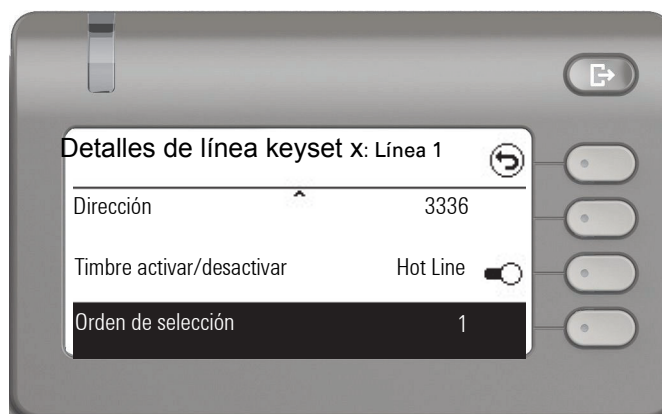 Detalles de línea keyset x: Línea 1
Dirección 3336
Timbre activar/desactivar Hot Line
Orden de selección 1